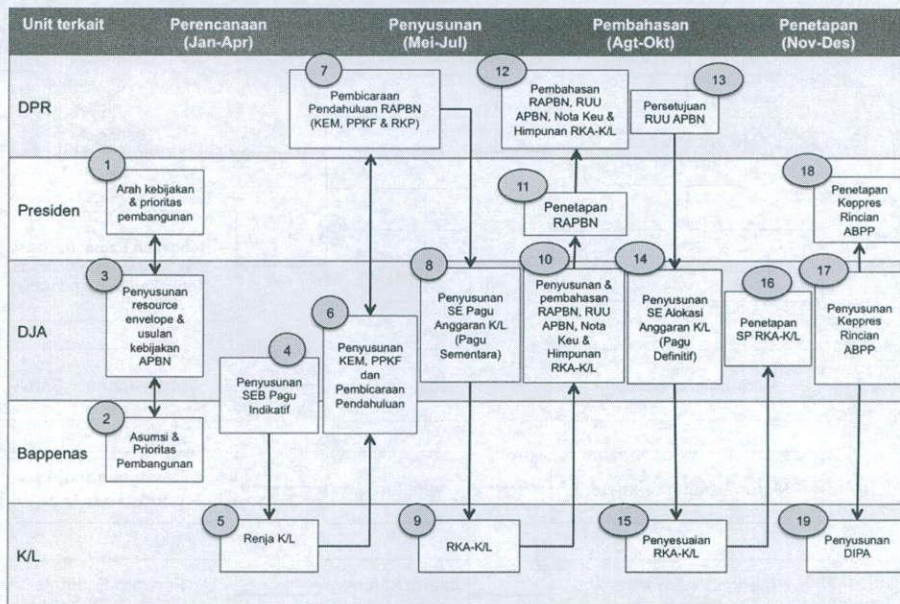 Unit terkait
Perencanaan
(Jan-Apr)
Penyusunan
(Mei-Jul)
Pembahasan
(Agt-Okt)
Penetapan
(Nov-Des)
DPR
7
Pembicaraan
Pendahuluan RAPBN
(KEM, PPKF & RKP)
12
Pembahasan
RAPBN, RUU
APBN, Nota Keu &
Himpunan RKA-K/L
13
Persetujuan
RUU APBN
Presiden
1
Arah kebijakan
& prioritas
pembangunan
11
Penetapan
RAPBN
18
Penetapan
Keppres
Rincian
ABPP
DJA
3
Penyusunan
resource
envelope &
usulan
kebijakan
APBN
4
Penyusunan
SEB Pagu
Indikatif
6
Penyusunan
KEM, PPKF
dan
Pembicaraan
Pendahuluan
8
Penyusunan
SE Pagu
Anggaran K/L
(Pagu
Sementara)
10
Penyusunan &
pembahasan
RAPBN, RUU
APBN, Nota
Keu &
Himpunan
RKA-K/L
14
Penyusunan
SE Alokasi
Anggaran K/L
(Pagu
Definitif)
16
Penetapan
SP RKA-K/L
17
Penyusunan
Keppres
Rincian
ABPP
Bappenas
2
Asumsi &
Prioritas
Pembangunan
K/L
5
Renja K/L
9
RKA-K/L
15
Penyesuaian
RKA-K/L
19
Penyusunan
DIPA